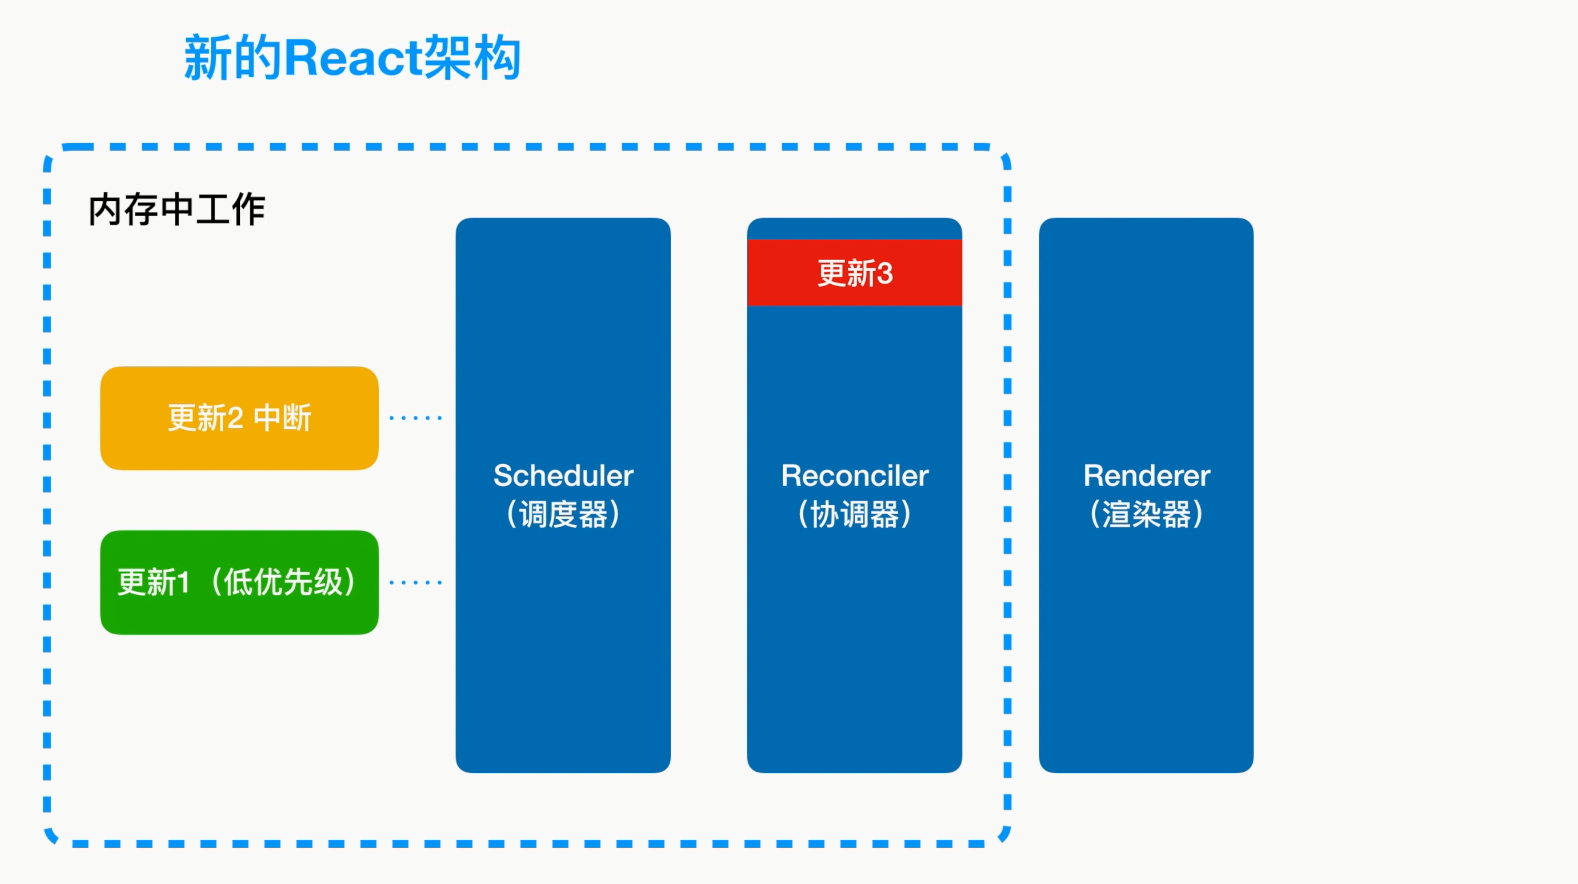 新的React架构
内存中工作
更新3
更新2 中断
更新1（低优先级）
Scheduler
（调度器）
Reconciler
（协调器）
Renderer
（渲染器）